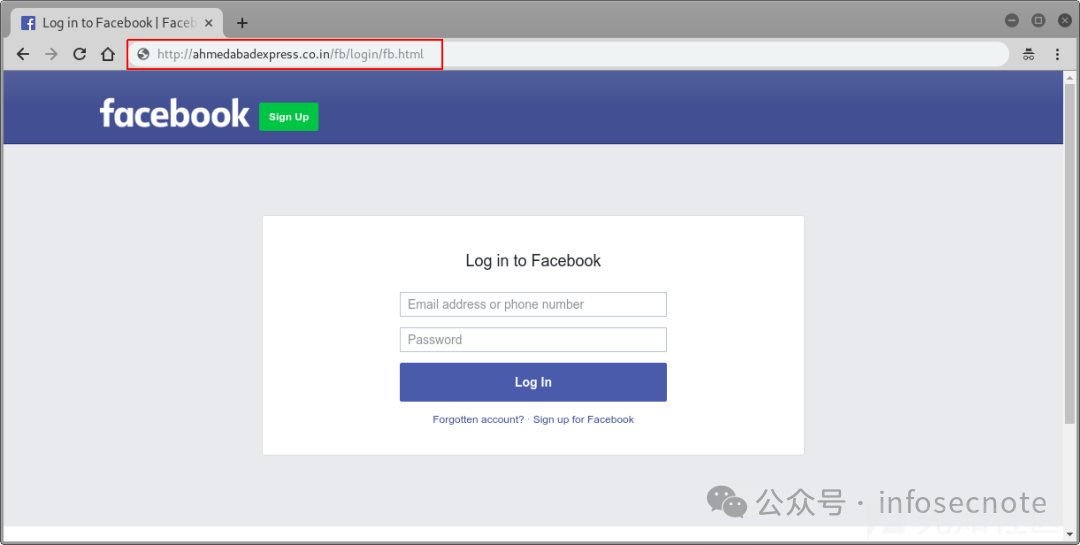 Log in to Facebook | Faceb
http://ahmedabadexpress.co.in/fb/login/fb.html
facebook
Sign Up
Log in to Facebook
Email address or phone number
Password
Log In
Forgotten account? · Sign up for Facebook
公众号 · infosecnote